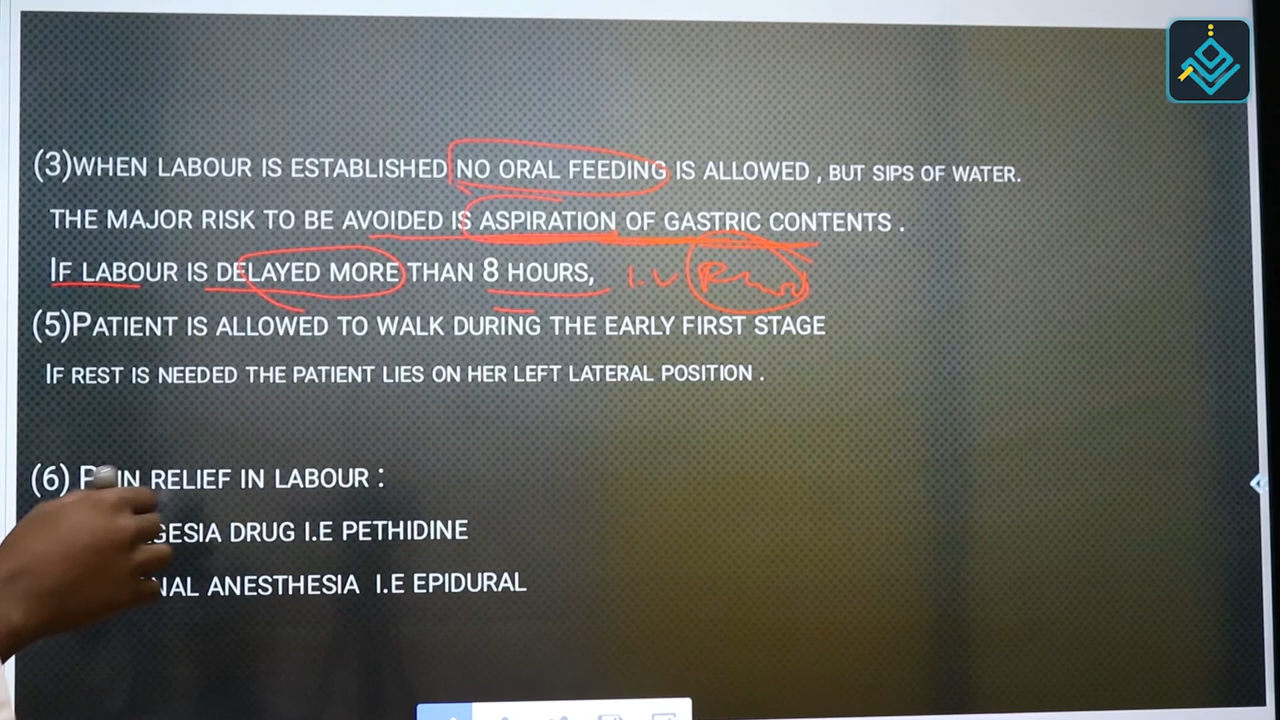 (3)WHEN LABOUR IS ESTABLISHED NO ORAL FEEDING IS ALLOWED , BUT SIPS OF WATER.
THE MAJOR RISK TO BE AVOIDED IS ASPIRATION OF GASTRIC CONTENTS .
IF LABOUR IS DELAYED MORE THAN 8 HOURS, I.V
(5)PATIENT IS ALLOWED TO WALK DURING THE EARLY FIRST STAGE
IF REST IS NEEDED THE PATIENT LIES ON HER LEFT LATERAL POSITION .
(6) RELIEF IN LABOUR :
DRUG I.E PETHIDINE
ANESTHESIA I.E EPIDURAL